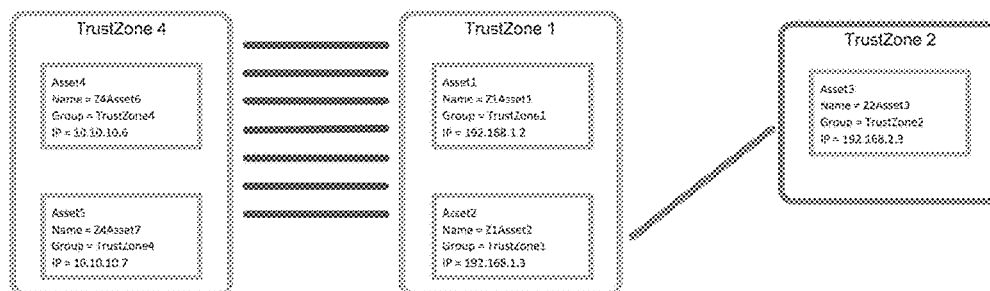 TrustZone 4
Asset4
Name = Z4Asset6
Group = TrustZone4
IP = 10.10.10.6
Asset5
Name = Z4Asset7
Group = TrustZone4
IP = 10.10.10.7
TrustZone 1
Asset1
Name = Z1Asset1
Group = TrustZone1
IP = 192.168.1.2
Asset2
Name = Z1Asset2
Group = TrustZone1
IP = 192.168.1.3
TrustZone 2
Asset3
Name = Z2Asset3
Group = TrustZone2
IP = 192.168.2.3